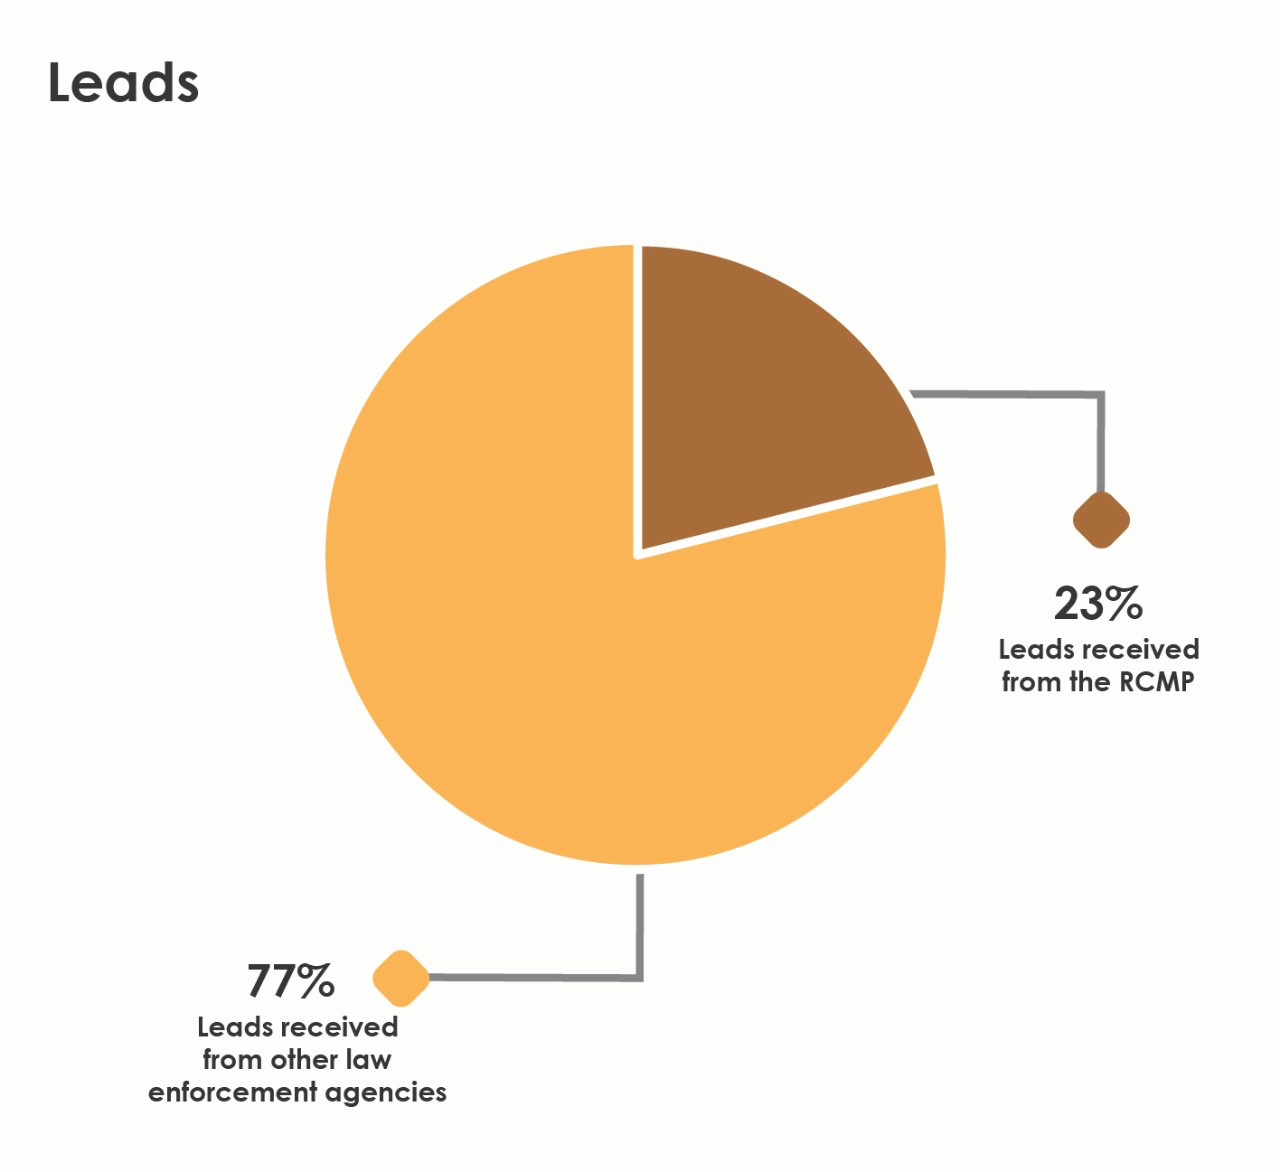 Leads
23%
Leads received
from the RCMP
77%
Leads received
from other law
enforcement agencies